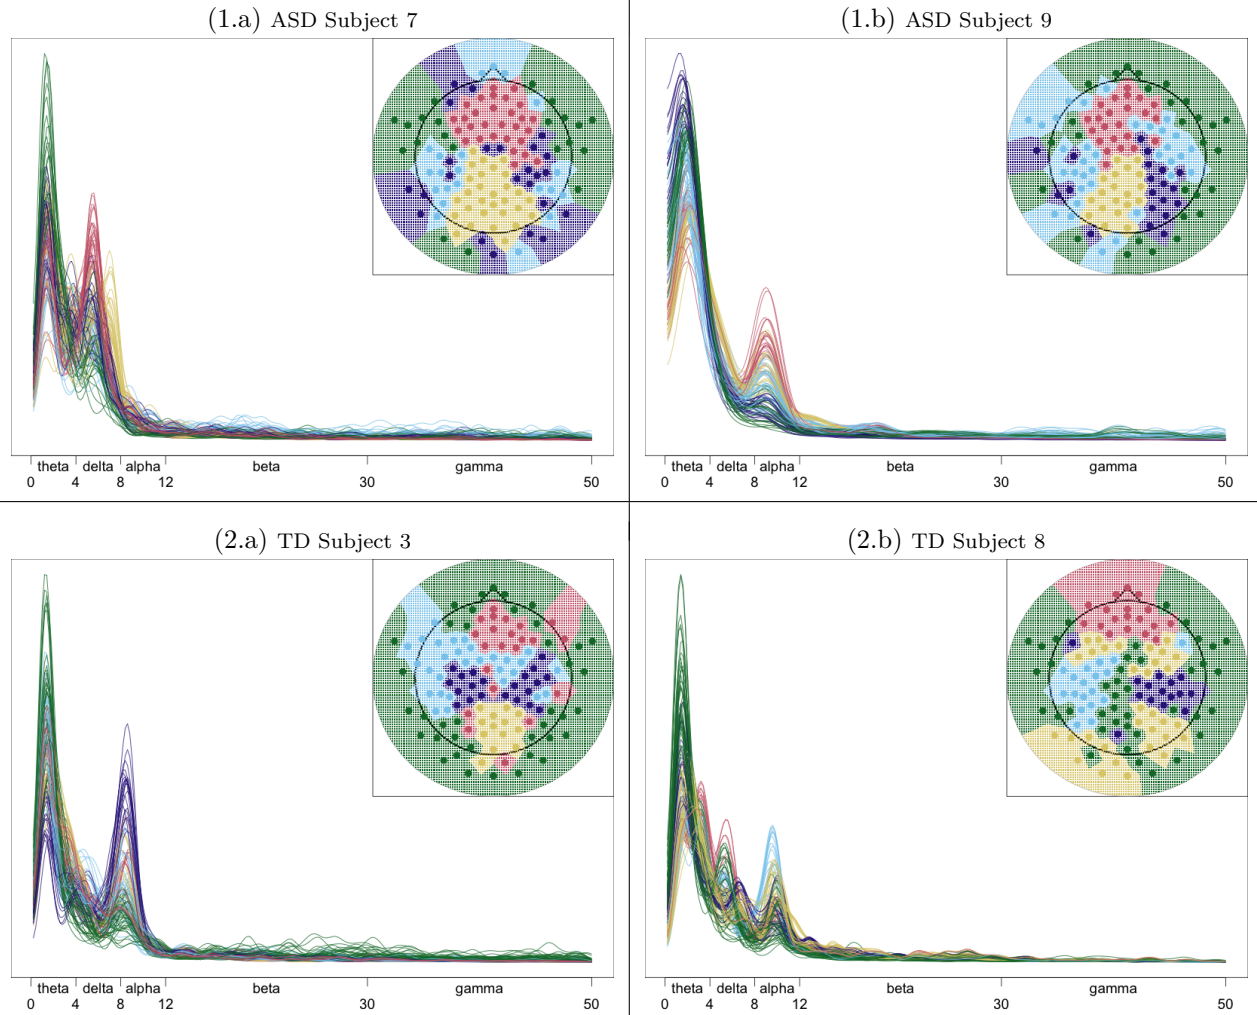 (1.a) ASD Subject 7
theta delta alpha beta gamma
0 4 8 12 30 50
(1.b) ASD Subject 9
theta delta alpha beta gamma
0 4 8 12 30 50
(2.a) TD Subject 3
theta delta alpha beta gamma
0 4 8 12 30 50
(2.b) TD Subject 8
theta delta alpha beta gamma
0 4 8 12 30 50